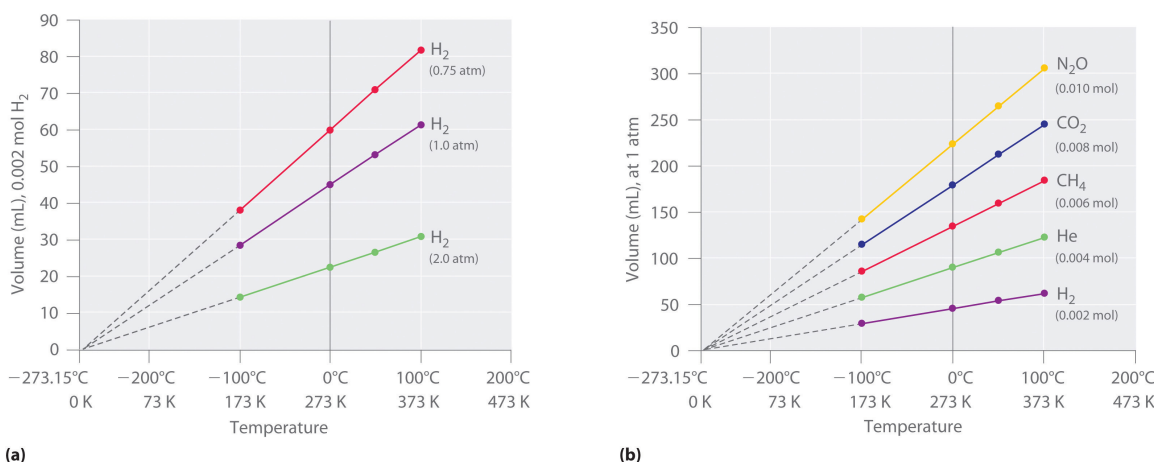 90
80
70
60
50
40
30
20
10
0
Volume (mL), 0.002 mol H₂
H₂
(0.75 atm)
H₂
(1.0 atm)
H₂
(2.0 atm)
−273.15°C −200°C −100°C 0°C 100°C 200°C
0 K 73 K 173 K 273 K 373 K 473 K
Temperature
(a)
350
300
250
200
150
100
50
0
Volume (mL), at 1 atm
N₂O
(0.010 mol)
CO₂
(0.008 mol)
CH₄
(0.006 mol)
He
(0.004 mol)
H₂
(0.002 mol)
−273.15°C −200°C −100°C 0°C 100°C 200°C
0 K 73 K 173 K 273 K 373 K 473 K
Temperature
(b)